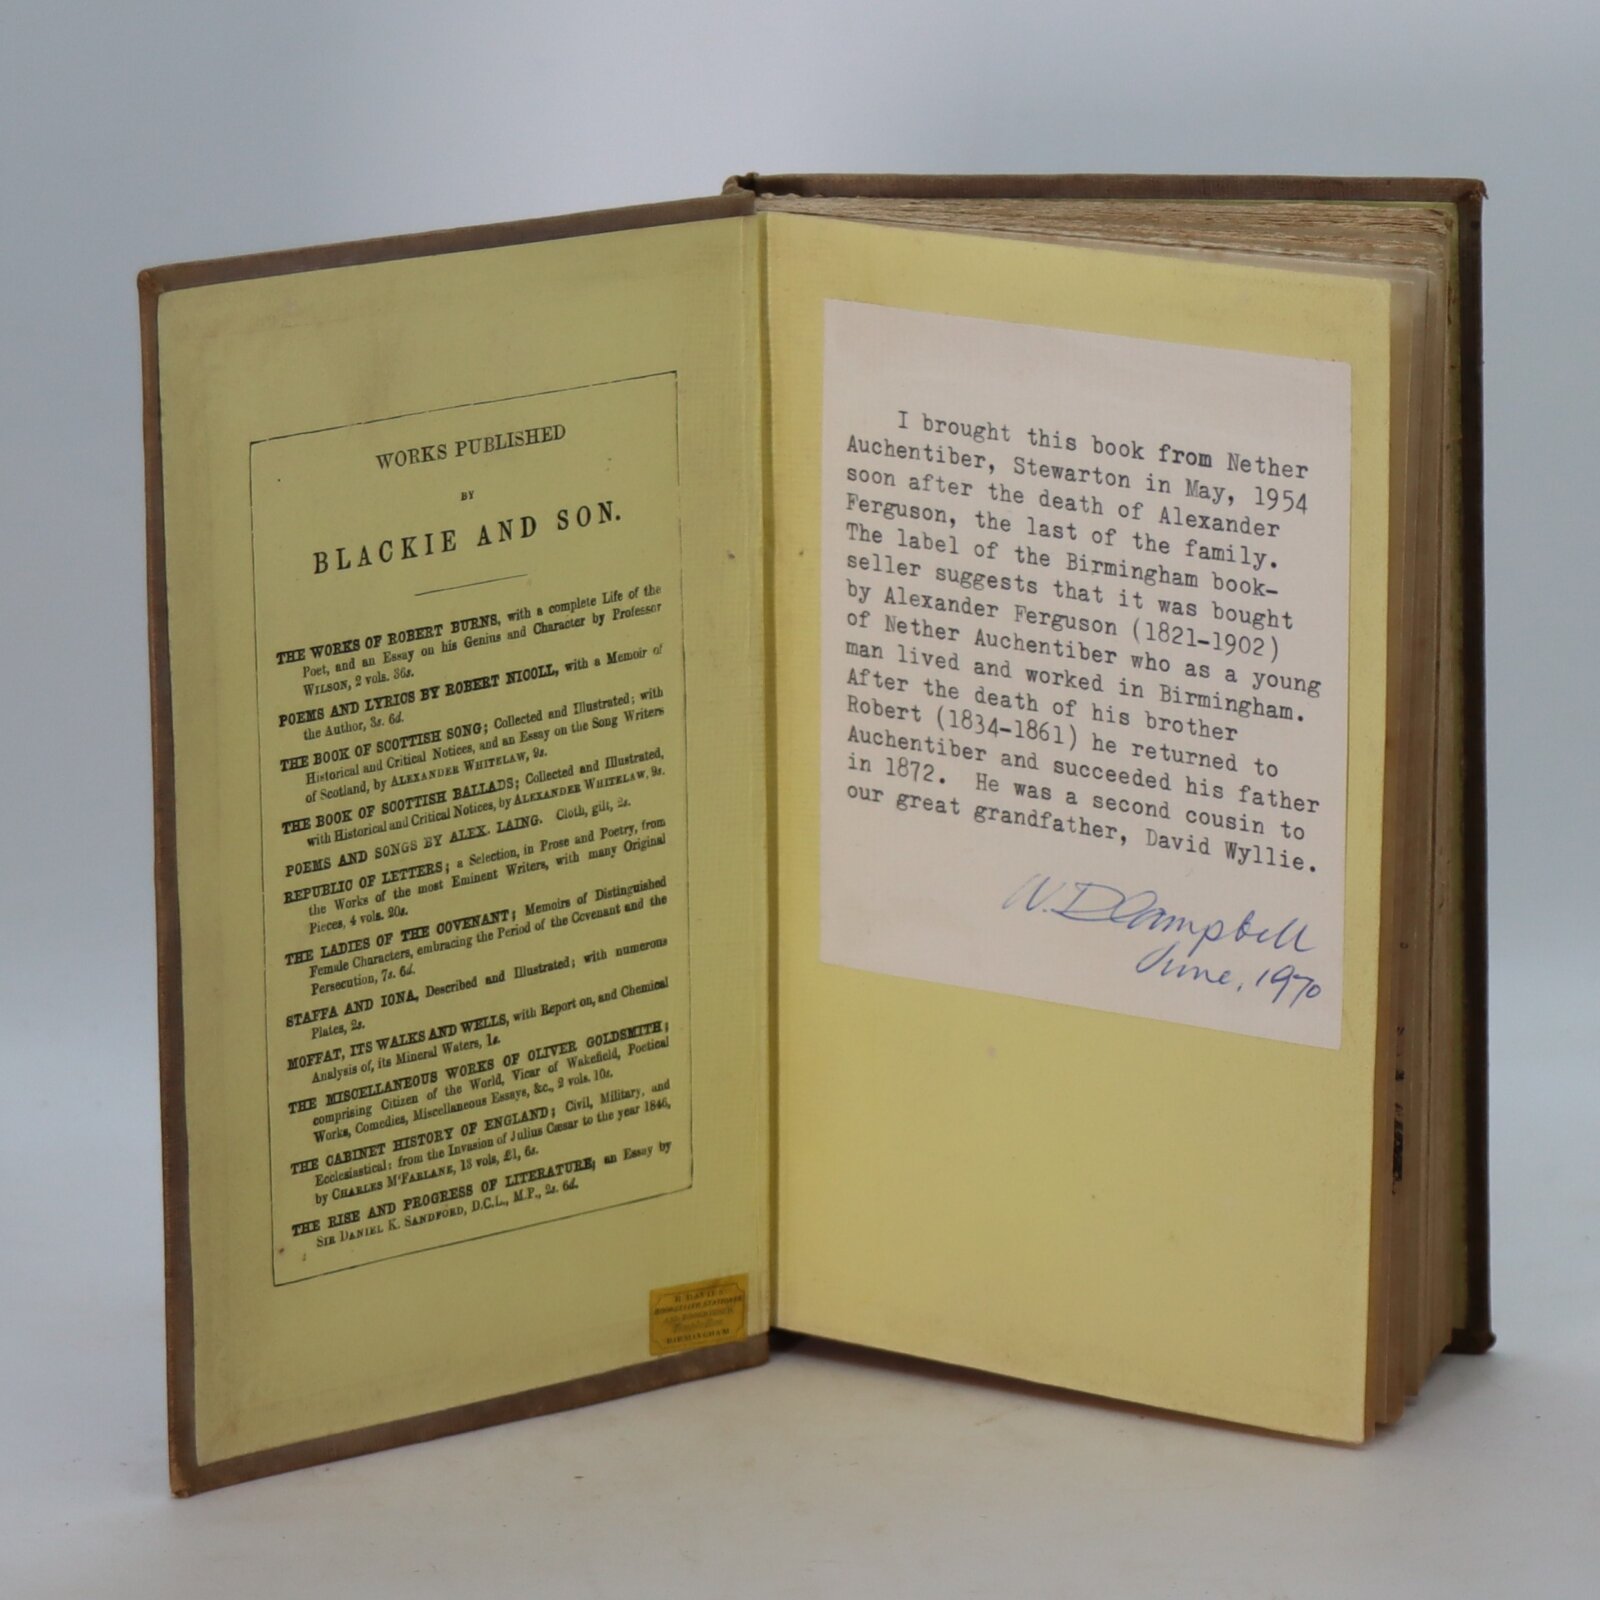 WORKS PUBLISHED
BY
BLACKIE AND SON.
THE WORKS OF ROBERT BURNS, with a complete Life of the
Poet, and an Essay on his Genius and Character by Professor
WILSON, 2 vols. 36s.
POEMS AND LYRICS BY ROBERT NICOLL, with a Memoir of
the Author, 3s. 6d.
THE BOOK OF SCOTTISH SONG; Collected and Illustrated; with
Historical and Critical Notices, and an Essay on the Song Writers
of Scotland, by ALEXANDER WHITELAW, 9s.
THE BOOK OF SCOTTISH BALLADS; Collected and Illustrated,
with Historical and Critical Notices, by ALEXANDER WHITELAW, 9s.
POEMS AND SONGS BY ALEX. LAING. Cloth, gilt, 2s.
REPUBLIC OF LETTERS; a Selection, in Prose and Poetry, from
the Works of the most Eminent Writers, with many Original
Pieces, 4 vols. 20s.
THE LADIES OF THE COVENANT; Memoirs of Distinguished
Female Characters, embracing the Period of the Covenant and the
Persecution, 7s. 6d.
STAFFA AND IONA, Described and Illustrated; with numerous
Plates, 2s.
MOFFAT, ITS WALKS AND WELLS, with Report on, and Chemical
Analysis of, its Mineral Waters, 1s.
THE MISCELLANEOUS WORKS OF OLIVER GOLDSMITH;
comprising Citizen of the World, Vicar of Wakefield, Poetical
Works, Comedies, Miscellaneous Essays, &c., 2 vols. 10s.
THE CABINET HISTORY OF ENGLAND; Civil, Military, and
Ecclesiastical: from the Invasion of Julius Cæsar to the year 1846,
by CHARLES M'FARLANE, 13 vols, £1, 6s.
THE RISE AND PROGRESS OF LITERATURE; an Essay by
SIR DANIEL K. SANDFORD, D.C.L., M.P., 2s. 6d.
DAVIES
BOOKSELLER STATIONER
BIRMINGHAM
I brought this book from Nether
Auchentiber, Stewarton in May, 1954
soon after the death of Alexander
Ferguson, the last of the family.
The label of the Birmingham book-
seller suggests that it was bought
by Alexander Ferguson (1821-1902)
of Nether Auchentiber who as a young
man lived and worked in Birmingham.
After the death of his brother
Robert (1834-1861) he returned to
Auchentiber and succeeded his father
in 1872. He was a second cousin to
our great grandfather, David Wyllie.
W.D Campbell
June, 1970